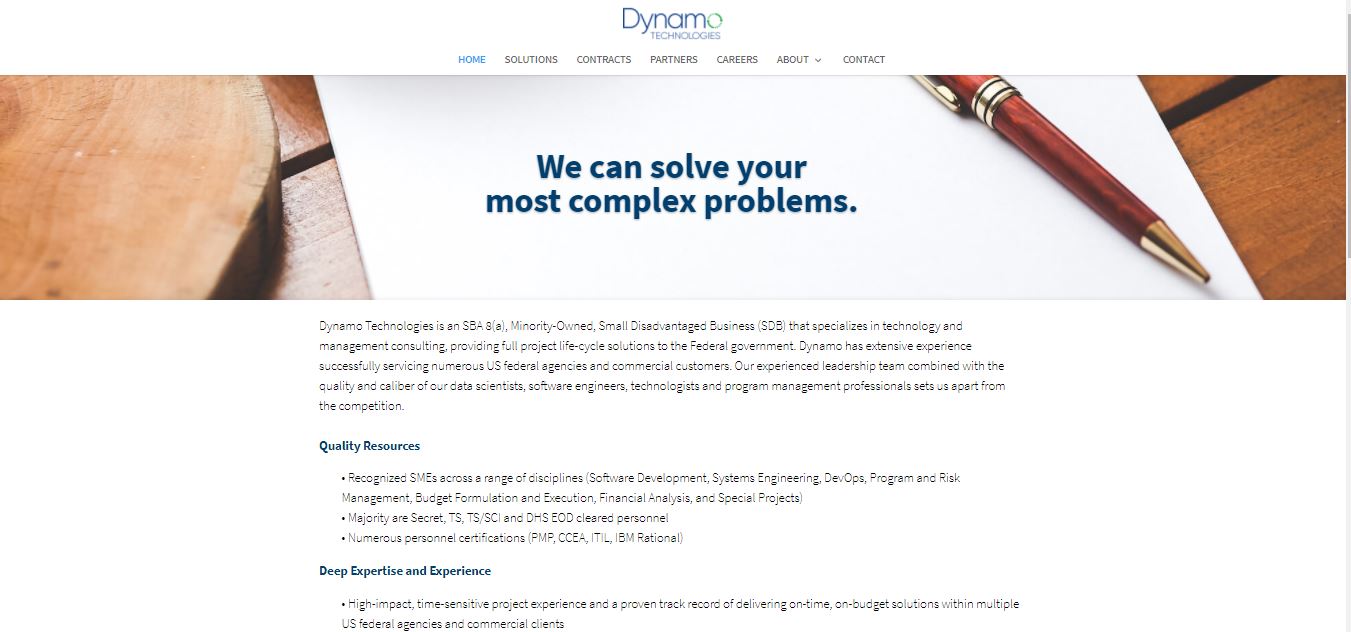 Dynamo
TECHNOLOGIES
HOME SOLUTIONS CONTRACTS PARTNERS CAREERS ABOUT CONTACT
We can solve your
most complex problems.
Dynamo Technologies is an SBA 8(a), Minority-Owned, Small Disadvantaged Business (SDB) that specializes in technology and
management consulting, providing full project life-cycle solutions to the Federal government. Dynamo has extensive experience
successfully servicing numerous US federal agencies and commercial customers. Our experienced leadership team combined with the
quality and caliber of our data scientists, software engineers, technologists and program management professionals sets us apart from
the competition.
Quality Resources
• Recognized SMEs across a range of disciplines (Software Development, Systems Engineering, DevOps, Program and Risk
Management, Budget Formulation and Execution, Financial Analysis, and Special Projects)
• Majority are Secret, TS, TS/SCI and DHS EOD cleared personnel
• Numerous personnel certifications (PMP, CCEA, ITIL, IBM Rational)
Deep Expertise and Experience
• High-impact, time-sensitive project experience and a proven track record of delivering on-time, on-budget solutions within multiple
US federal agencies and commercial clients